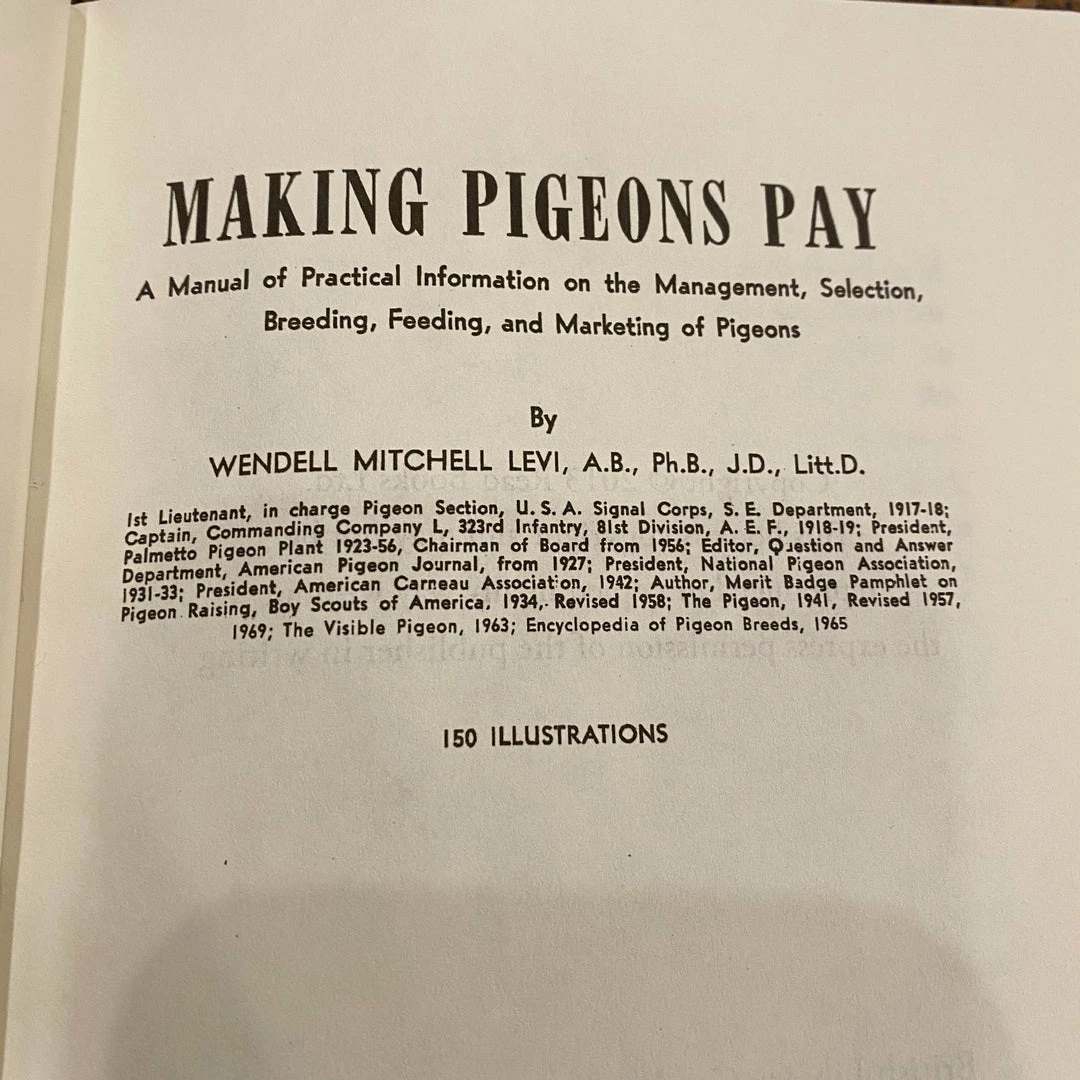 MAKING PIGEONS PAY
A Manual of Practical Information on the Management, Selection,
Breeding, Feeding, and Marketing of Pigeons
By
WENDELL MITCHELL LEVI, A.B., Ph.B., J.D., Litt.D.
1st Lieutenant, in charge Pigeon Section, U. S. A. Signal Corps, S. E. Department, 1917-18;
Captain, Commanding Company L, 323rd Infantry, 81st Division, A. E. F., 1918-19; President,
Palmetto Pigeon Plant 1923-56, Chairman of Board from 1956; Editor, Question and Answer
Department, American Pigeon Journal, from 1927; President, National Pigeon Association,
1931-33; President, American Carneau Association, 1942; Author, Merit Badge Pamphlet on
Pigeon Raising, Boy Scouts of America, 1934, Revised 1958; The Pigeon, 1941, Revised 1957,
1969; The Visible Pigeon, 1963; Encyclopedia of Pigeon Breeds, 1965
150 ILLUSTRATIONS